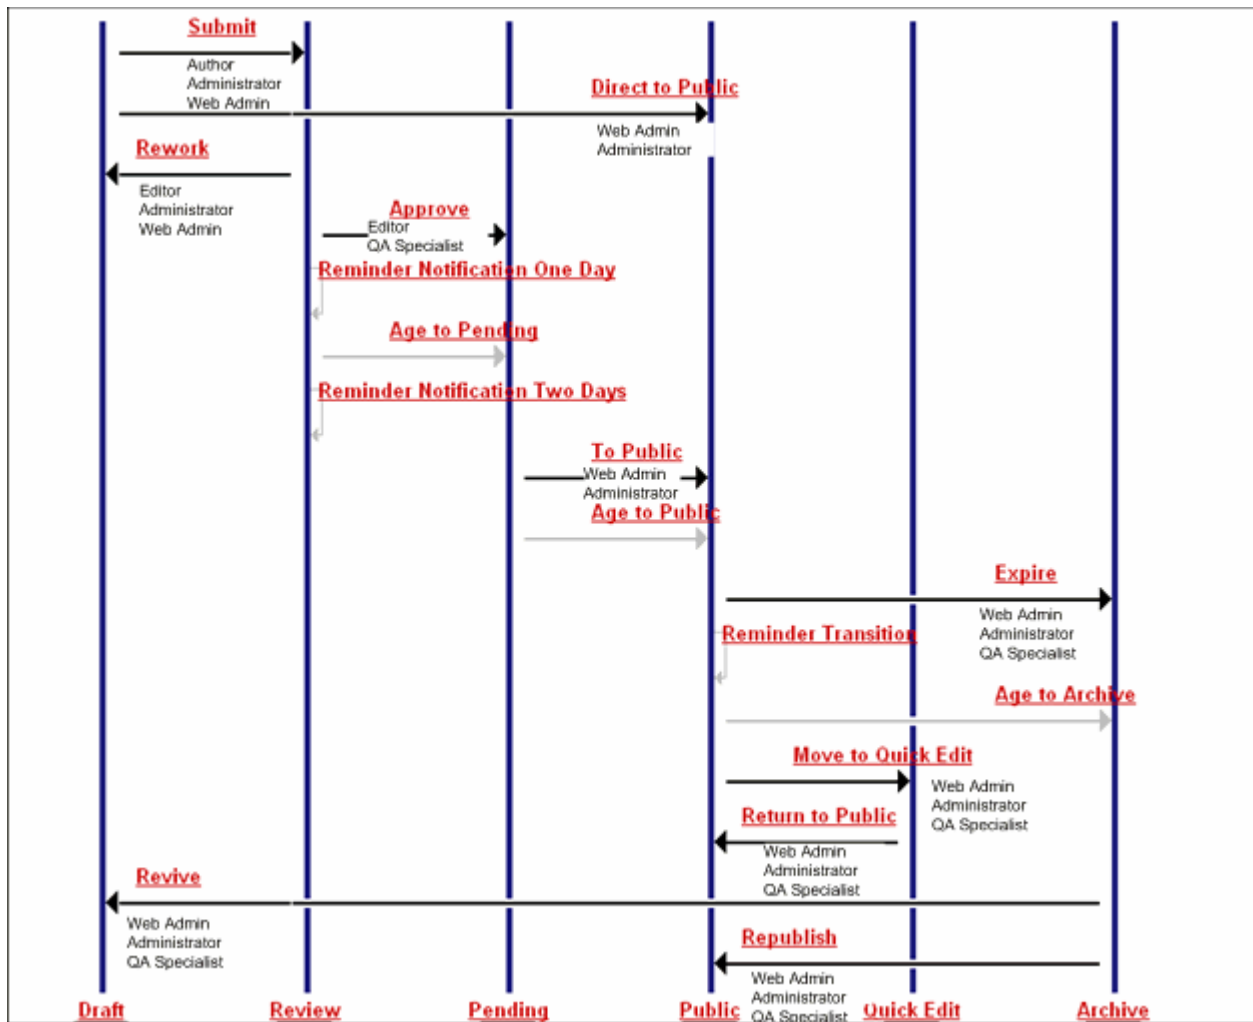 Submit
Author
Administrator
Web Admin
Direct to Public
Web Admin
Administrator
Rework
Editor
Administrator
Web Admin
Approve
Editor
QA Specialist
Reminder Notification One Day
Age to Pending
Reminder Notification Two Days
To Public
Web Admin
Administrator
Age to Public
Expire
Web Admin
Administrator
QA Specialist
Reminder Transition
Age to Archive
Move to Quick Edit
Web Admin
Administrator
QA Specialist
Return to Public
Web Admin
Administrator
QA Specialist
Revive
Web Admin
Administrator
QA Specialist
Republish
Web Admin
Administrator
QA Specialist
Draft Review Pending Public Quick Edit Archive